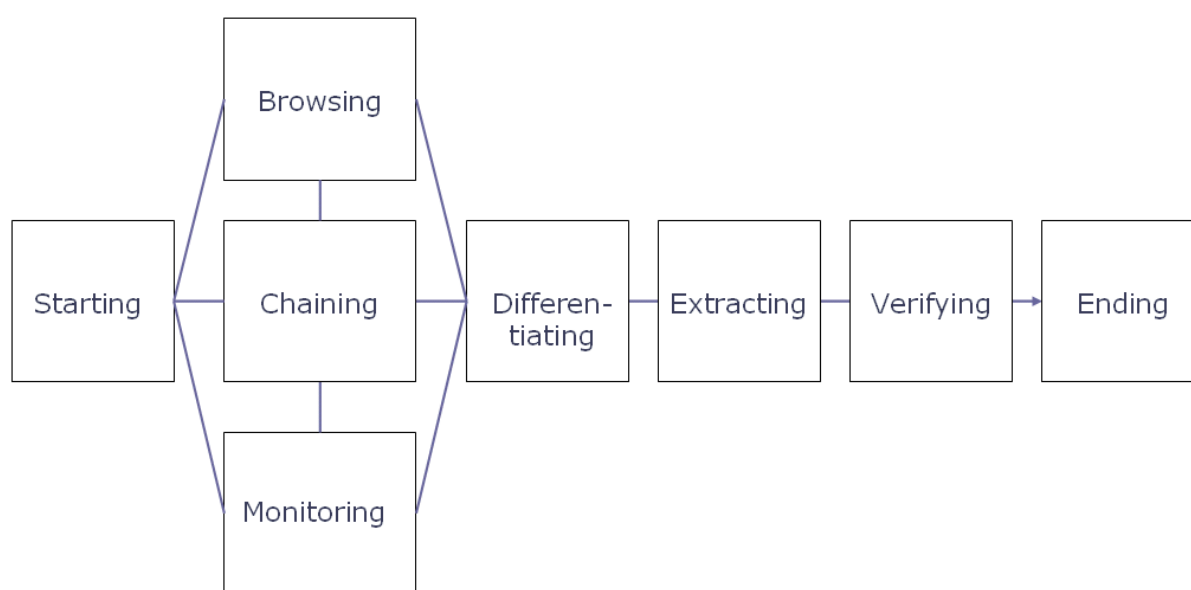 Browsing
Starting
Chaining
Differen-
tiating
Extracting
Verifying
Ending
Monitoring